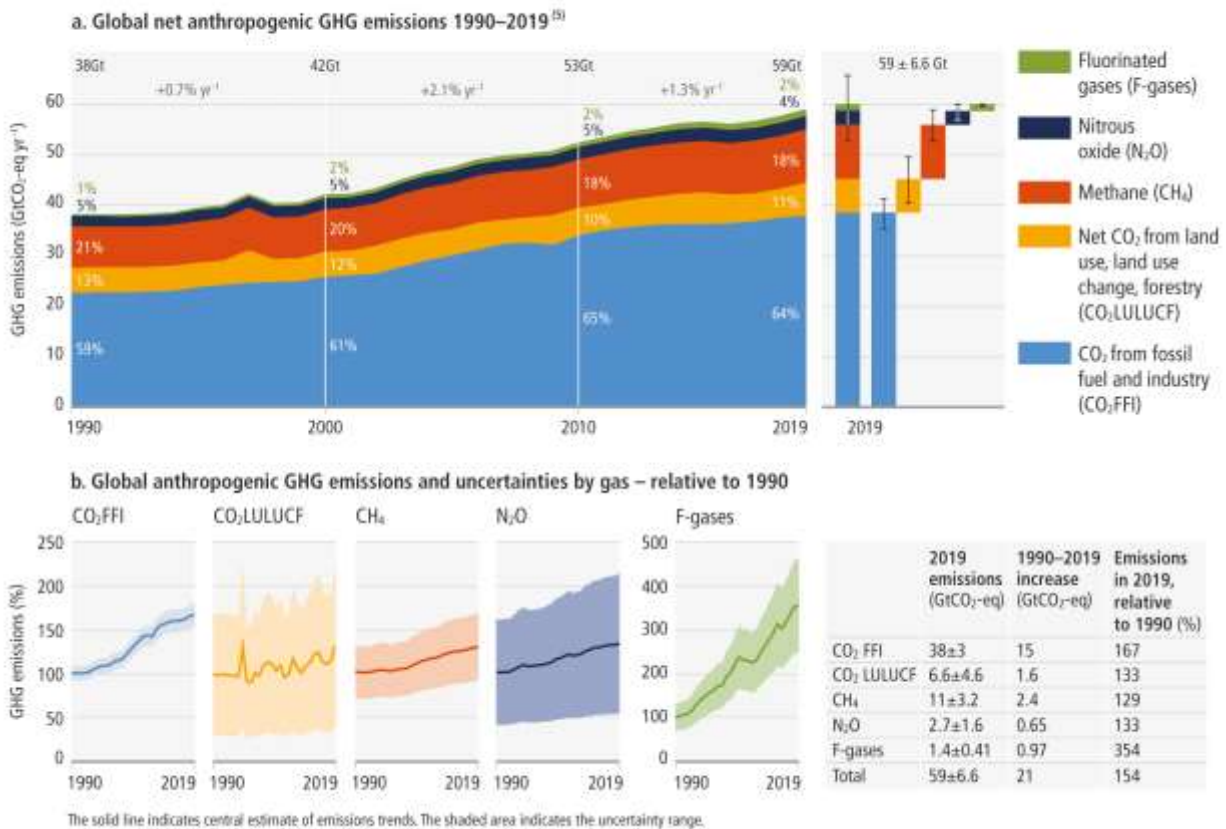 a. Global net anthropogenic GHG emissions 1990–2019 (5)
38Gt 42Gt 53Gt 59Gt 59 ± 6.6 Gt
+0.7% yr⁻¹ +2.1% yr⁻¹ +1.3% yr⁻¹
GHG emissions (GtCO₂-eq yr⁻¹)
60
50
40
30
20
10
0
1%
5%
21%
13%
59%
2%
5%
20%
12%
61%
2%
5%
18%
10%
65%
2%
4%
18%
11%
64%
1990 2000 2010 2019 2019
Fluorinated
gases (F-gases)
Nitrous
oxide (N₂O)
Methane (CH₄)
Net CO₂ from land
use, land use
change, forestry
(CO₂LULUCF)
CO₂ from fossil
fuel and industry
(CO₂FFI)
b. Global anthropogenic GHG emissions and uncertainties by gas – relative to 1990
CO₂FFI CO₂LULUCF CH₄ N₂O F-gases
GHG emissions (%)
250
200
150
100
50
0
500
400
300
200
100
0
1990 2019 1990 2019 1990 2019 1990 2019 1990 2019
2019 1990–2019 Emissions
emissions increase in 2019,
(GtCO₂-eq) (GtCO₂-eq) relative
to 1990 (%)
CO₂ FFI 38±3 15 167
CO₂ LULUCF 6.6±4.6 1.6 133
CH₄ 11±3.2 2.4 129
N₂O 2.7±1.6 0.65 133
F-gases 1.4±0.41 0.97 354
Total 59±6.6 21 154
The solid line indicates central estimate of emissions trends. The shaded area indicates the uncertainty range.